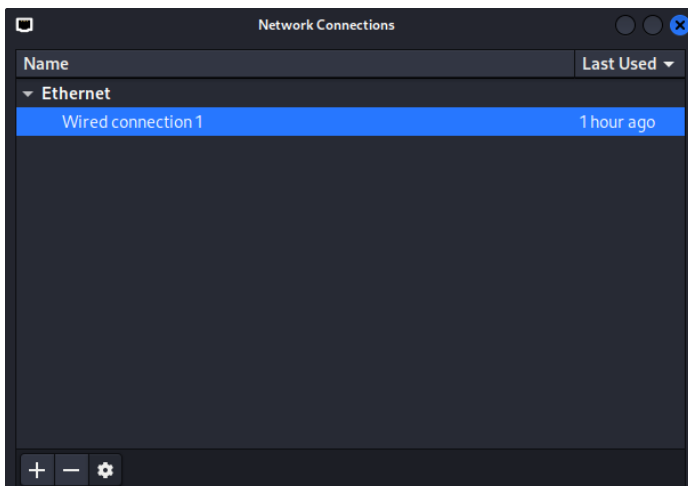 Network Connections
Name Last Used
Ethernet
Wired connection 1 1 hour ago